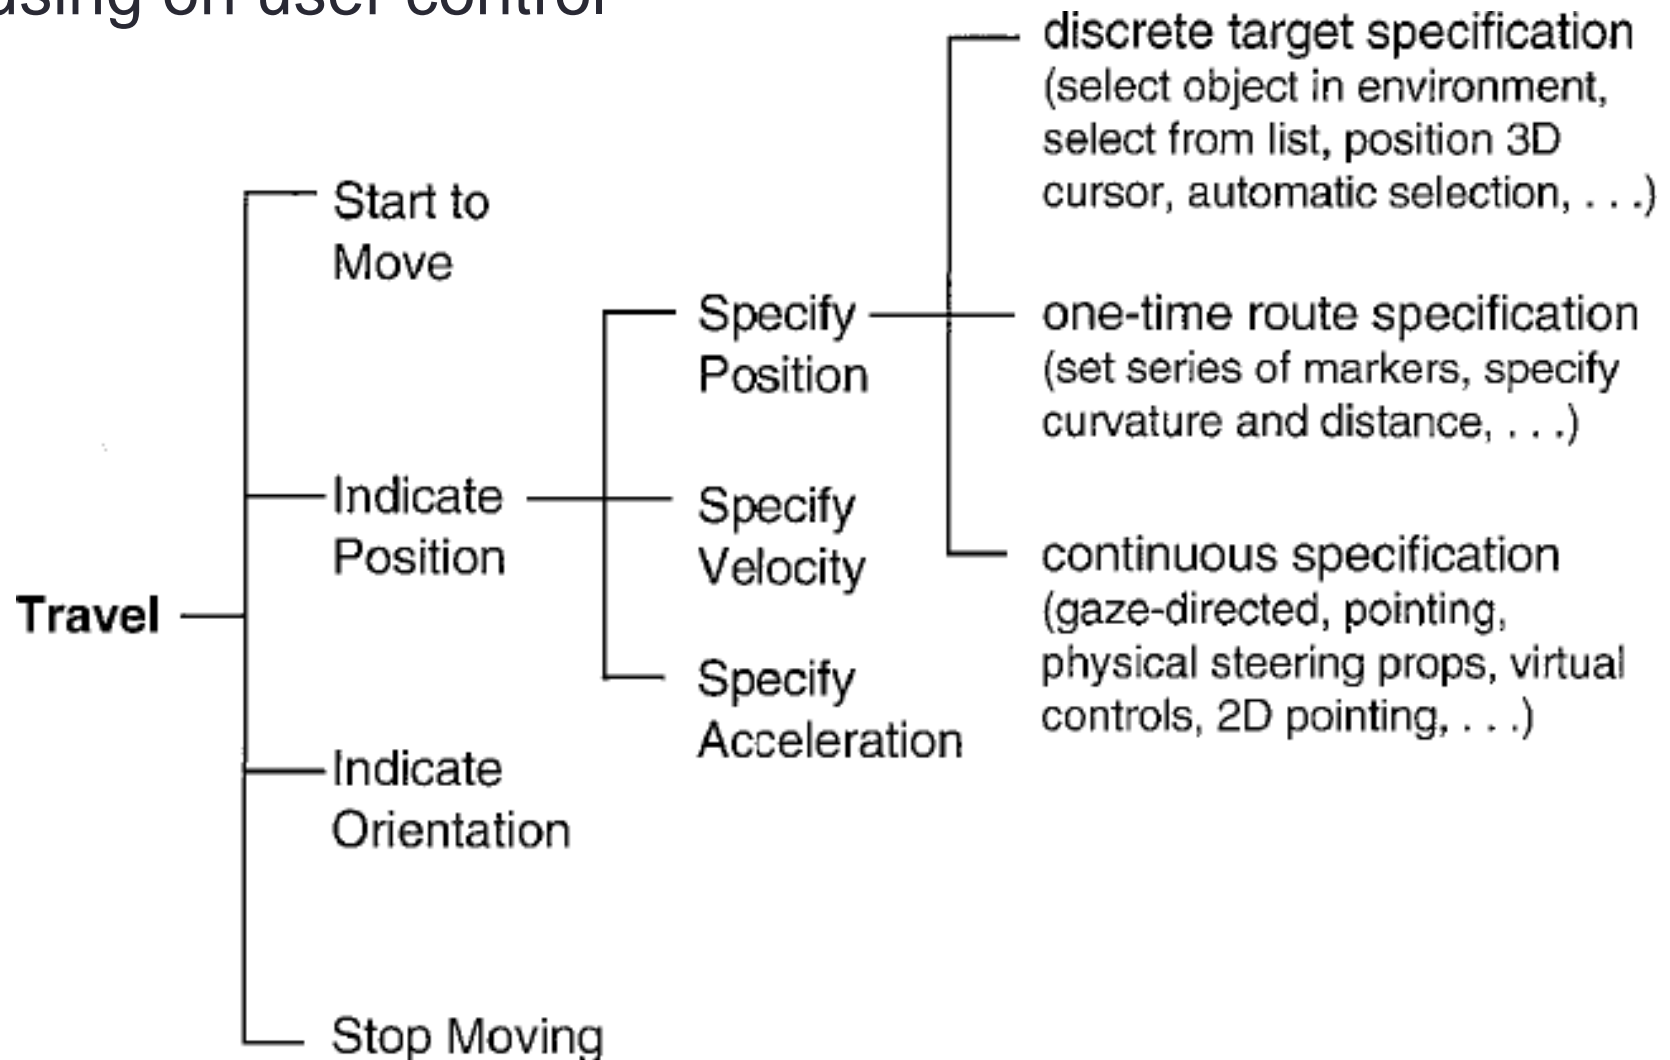 using on user control
discrete target specification
(select object in environment,
select from list, position 3D
cursor, automatic selection, . . .)
Start to
Move
Specify
Position
one-time route specification
(set series of markers, specify
curvature and distance, . . .)
Indicate
Position
Specify
Velocity
continuous specification
(gaze-directed, pointing,
physical steering props, virtual
controls, 2D pointing, . . .)
Travel
Specify
Acceleration
Indicate
Orientation
Stop Moving